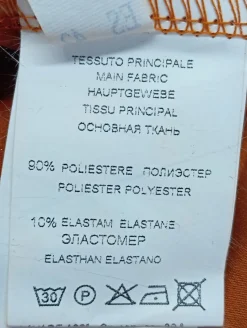 TESSUTO PRINCIPALE
MAIN FABRIC
HAUPTGEWEBE
TISSU PRINCIPAL
ОСНОВНАЯ ТКАНЬ
90% POLIESTERE ПОЛИЭСТЕР
POLIESTER POLYESTER
10% ELASTAM ELASTANE
ЭЛАСТОМЕР
ELASTHAN ELASTANO
30 P